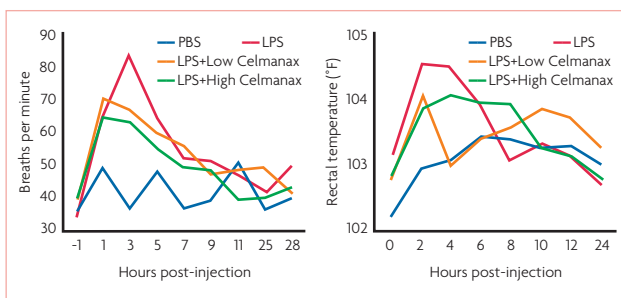 90
80
70
60
50
40
30
Breaths per minute
PBS LPS
LPS+Low Celmanax
LPS+High Celmanax
-1 1 3 5 7 9 11 25 28
Hours post-injection
105
104
103
102
Rectal temperature (°F)
PBS LPS
LPS+Low Celmanax
LPS+High Celmanax
0 2 4 6 8 10 12 24
Hours post-injection